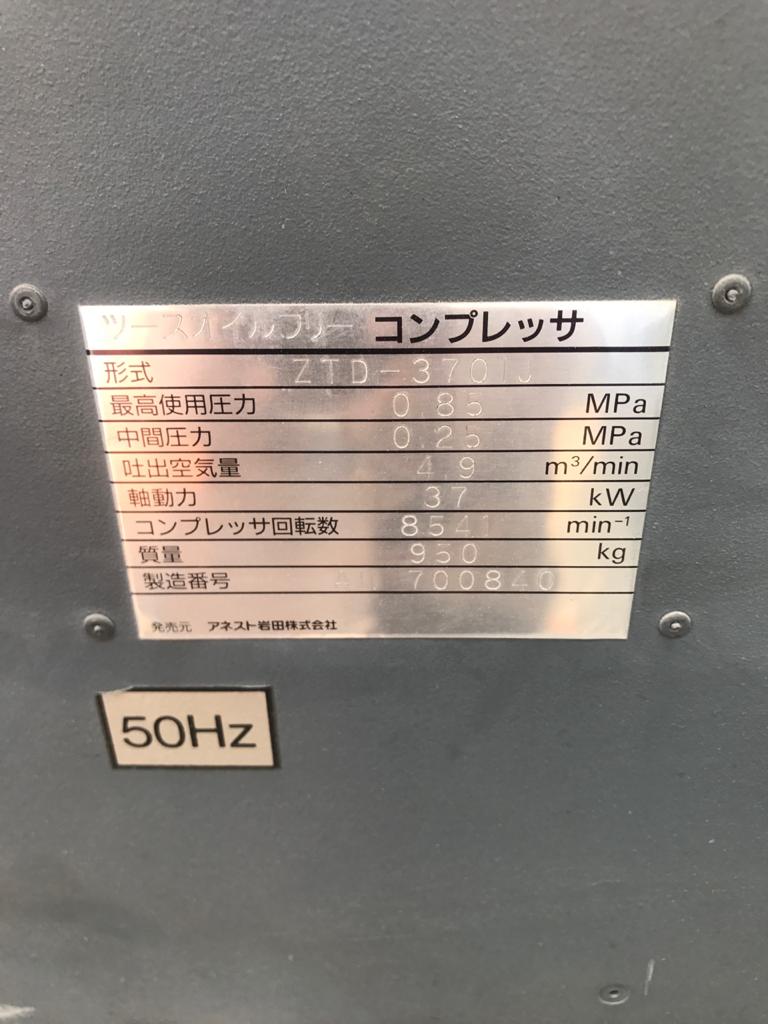 ツースオイルフリー コンプレッサ
形式 ZTD-3701J
最高使用圧力 0.85 MPa
中間圧力 0.25 MPa
吐出空気量 4.9 m³/min
軸動力 37 kW
コンプレッサ回転数 8541 min⁻¹
質量 950 kg
製造番号 700840
発売元 アネスト岩田株式会社
50Hz